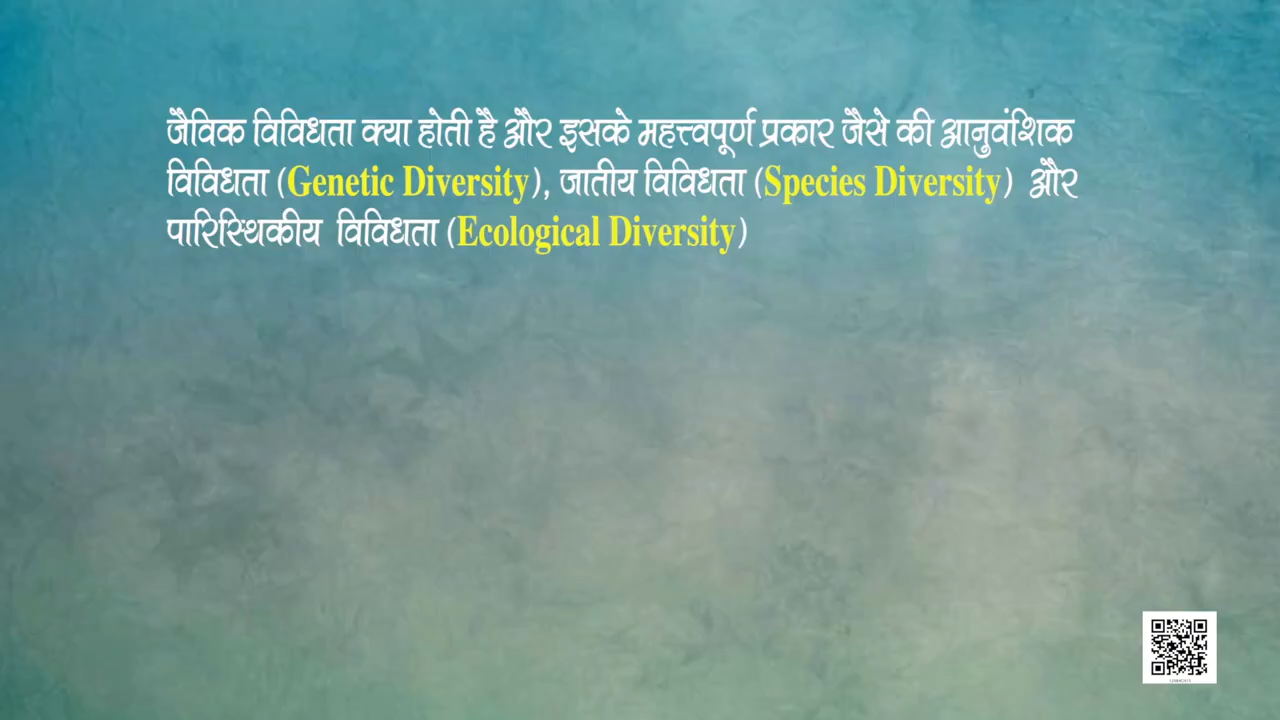 जैविक विविधता क्या होती है और इसके महत्त्वपूर्ण प्रकार जैसे की आनुवंशिक
विविधता (Genetic Diversity), जातीय विविधता (Species Diversity) और
पारिस्थिकीय विविधता (Ecological Diversity)